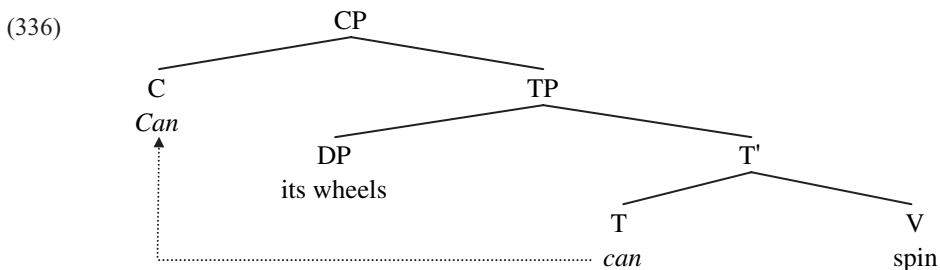 (336) CP
C TP
Can
DP T'
its wheels
T V
can spin